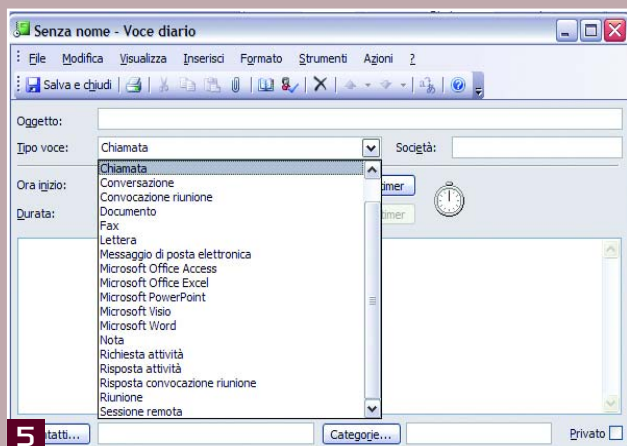 Senza nome - Voce diario
File Modifica Visualizza Inserisci Formato Strumenti Azioni ?
Salva e chiudi
Oggetto:
Tipo voce: Chiamata Società:
Chiamata
Ora inizio: Conversazione timer
Convocazione riunione
Durata: Documento timer
Fax
Lettera
Messaggio di posta elettronica
Microsoft Office Access
Microsoft Office Excel
Microsoft PowerPoint
Microsoft Visio
Microsoft Word
Nota
Richiesta attività
Risposta attività
Risposta convocazione riunione
Riunione
Sessione remota
5 tatti... Categorie... Privato